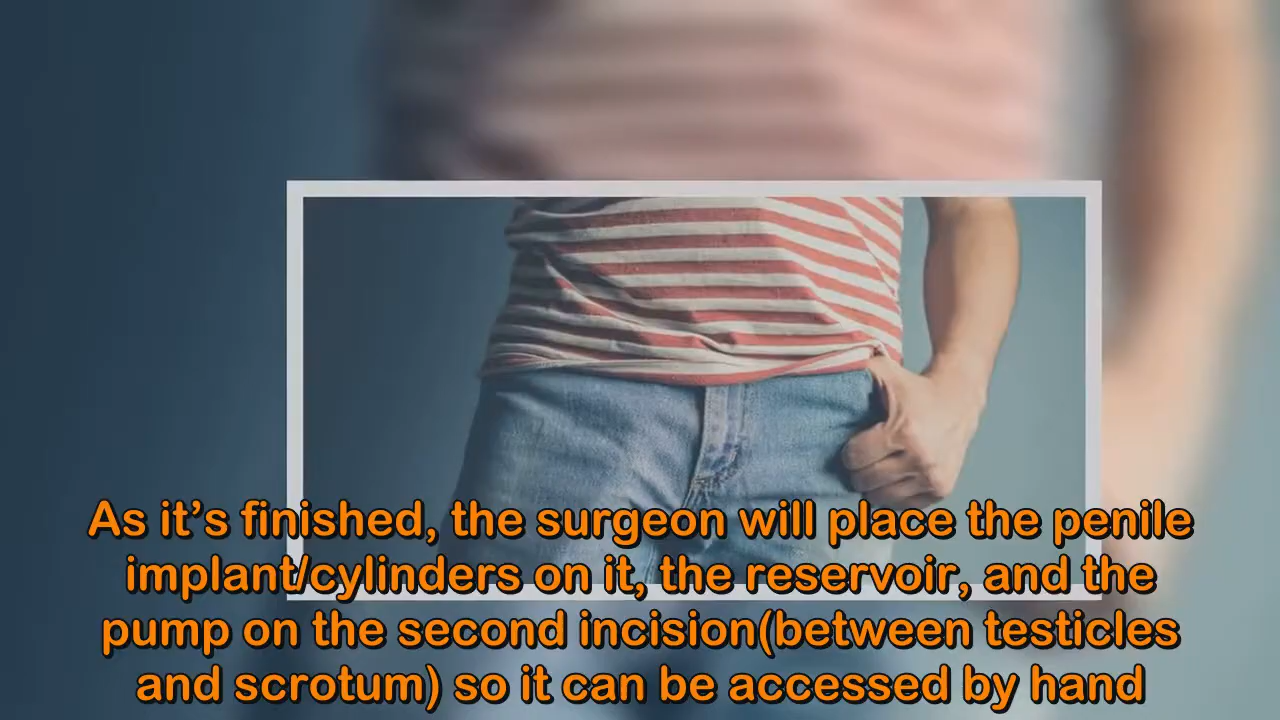 As it’s finished, the surgeon will place the penile
implant/cylinders on it, the reservoir, and the
pump on the second incision(between testicles
and scrotum) so it can be accessed by hand